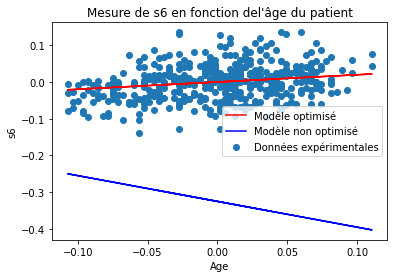 Mesure de s6 en fonction del'âge du patient
0.1
0.0
−0.1
−0.2
−0.3
−0.4
s6
Modèle optimisé
Modèle non optimisé
Données expérimentales
−0.10
−0.05
0.00
0.05
0.10
Age